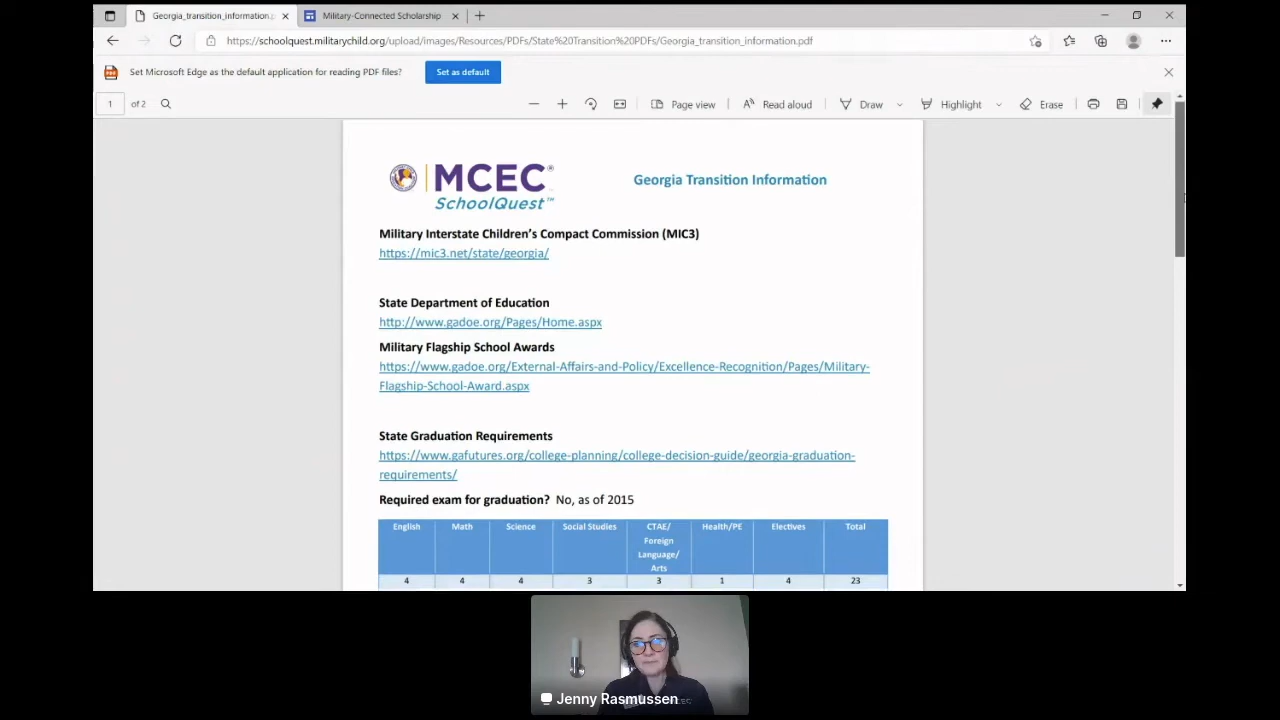 Georgia_transition_information.p
Military-Connected Scholarship
https://schoolquest.militarychild.org/upload/images/Resources/PDFs/State%20Transition%20PDFs/Georgia_transition_information.pdf
Set Microsoft Edge as the default application for reading PDF files?
Set as default
1 of 2
Page view
Read aloud
Draw
Highlight
Erase
MCEC®
SchoolQuest™
Georgia Transition Information
Military Interstate Children's Compact Commission (MIC3)
https://mic3.net/state/georgia/
State Department of Education
http://www.gadoe.org/Pages/Home.aspx
Military Flagship School Awards
https://www.gadoe.org/External-Affairs-and-Policy/Excellence-Recognition/Pages/Military-
Flagship-School-Award.aspx
State Graduation Requirements
https://www.gafutures.org/college-planning/college-decision-guide/georgia-graduation-
requirements/
Required exam for graduation? No, as of 2015
English Math Science Social Studies CTAE/ Health/PE Electives Total
Foreign
Language/
Arts
4 4 4 3 3 1 4 23
Jenny Rasmussen